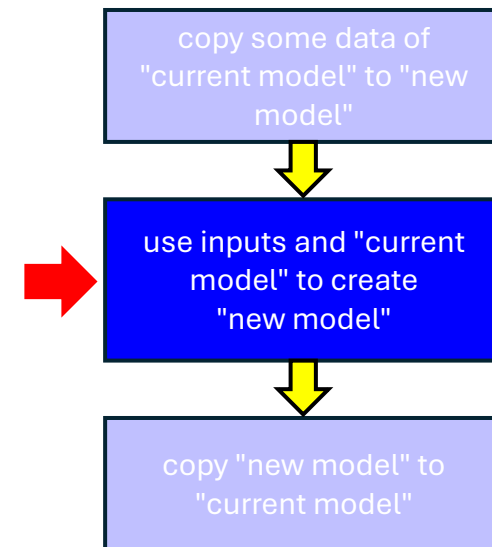 copy some data of
"current model" to "new
model"
use inputs and "current
model" to create
"new model"
copy "new model" to
"current model"